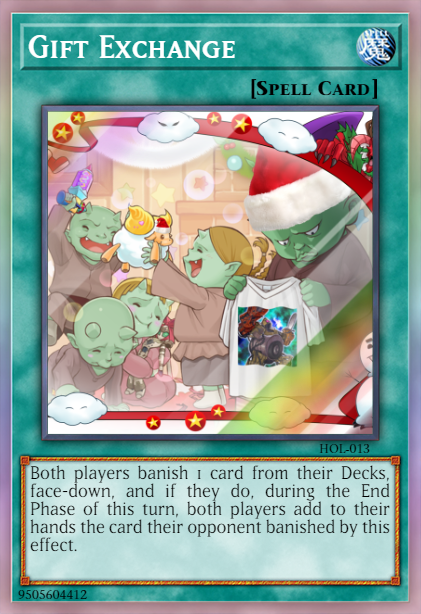 Gift Exchange
[Spell Card]
HOL-013
Both players banish 1 card from their Decks,
face-down, and if they do, during the End
Phase of this turn, both players add to their
hands the card their opponent banished by this
effect.
9505604412